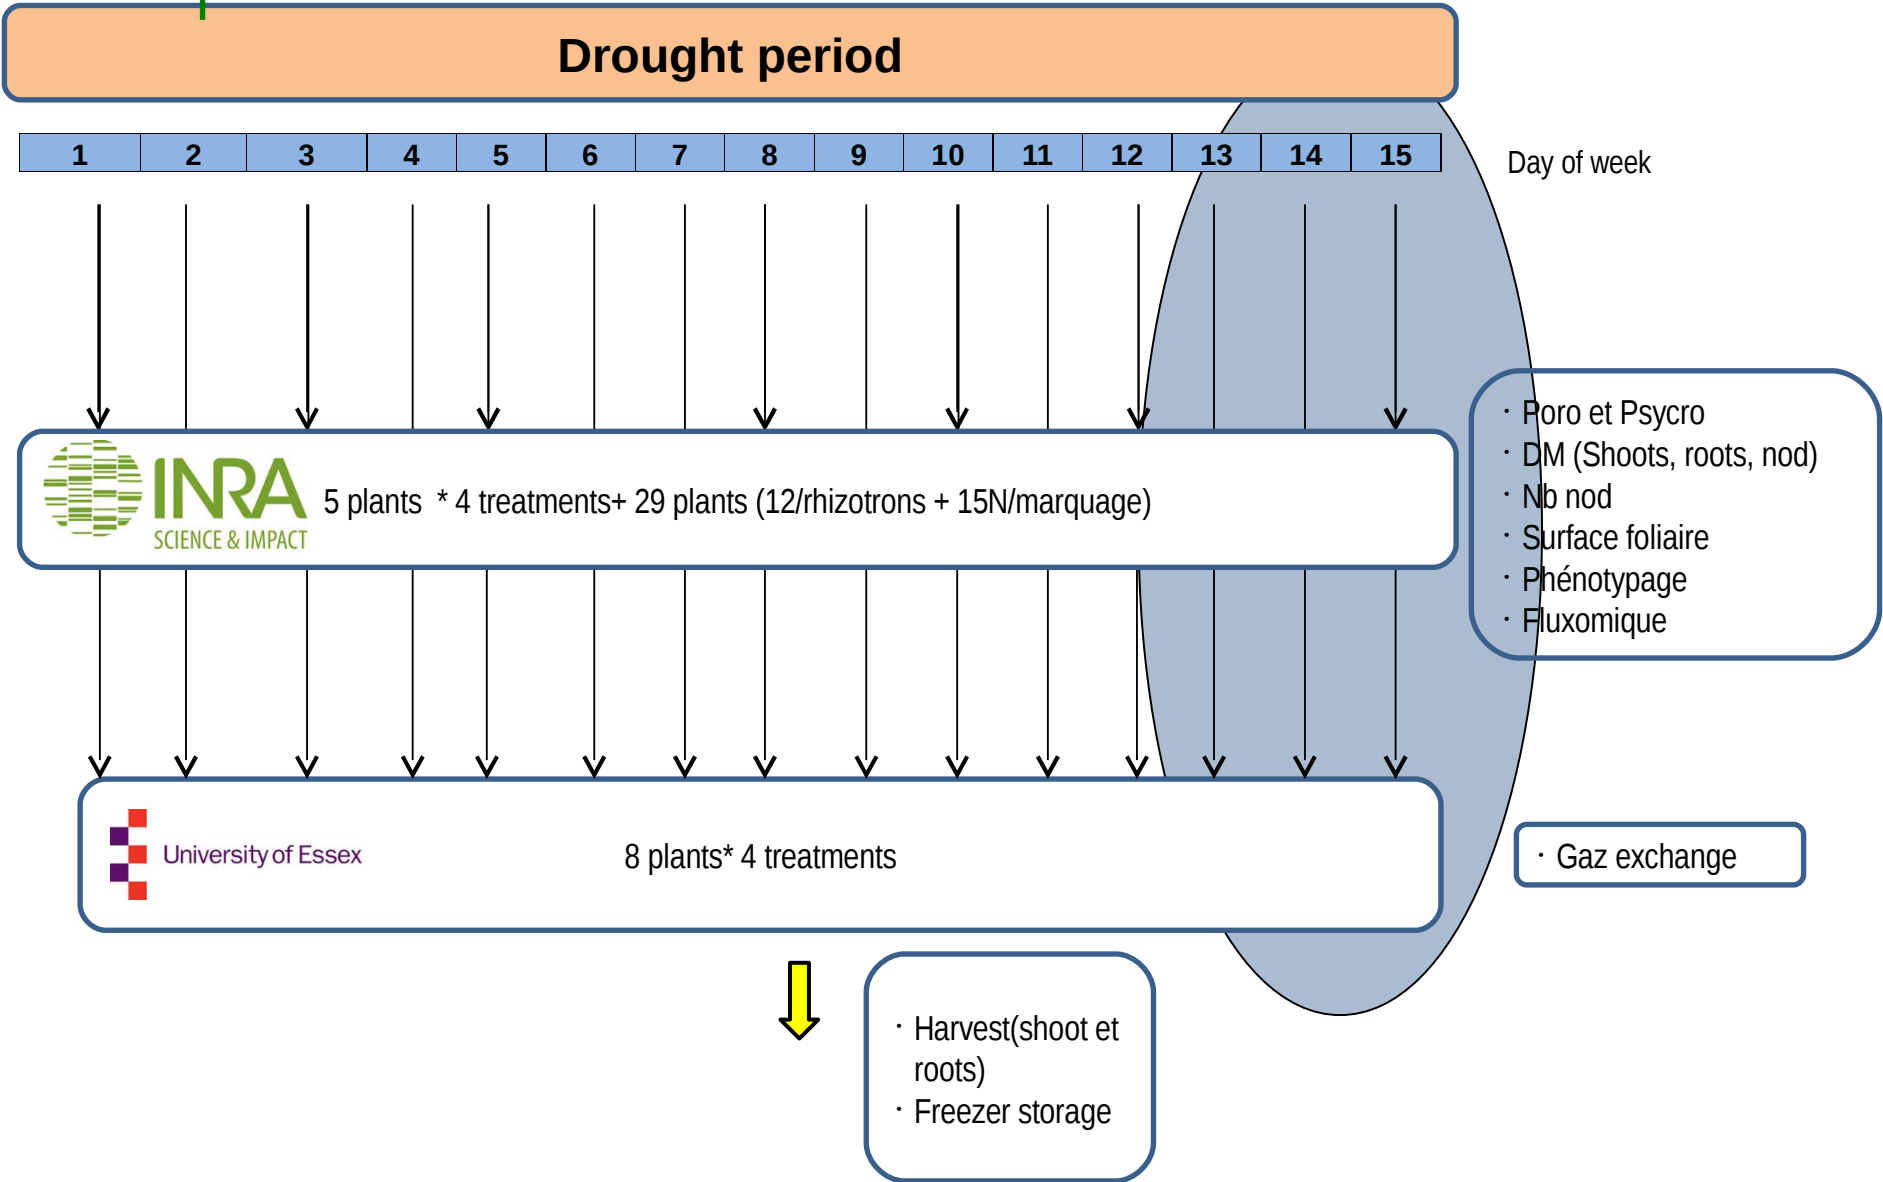 Drought period
1 2 3 4 5 6 7 8 9 10 11 12 13 14 15
Day of week
· Poro et Psycro
· DM (Shoots, roots, nod)
· Nb nod
· Surface foliaire
· Phénotypage
· Fluxomique
INRA
SCIENCE & IMPACT
5 plants * 4 treatments+ 29 plants (12/rhizotrons + 15N/marquage)
University of Essex
8 plants* 4 treatments
· Gaz exchange
· Harvest(shoot et
roots)
· Freezer storage